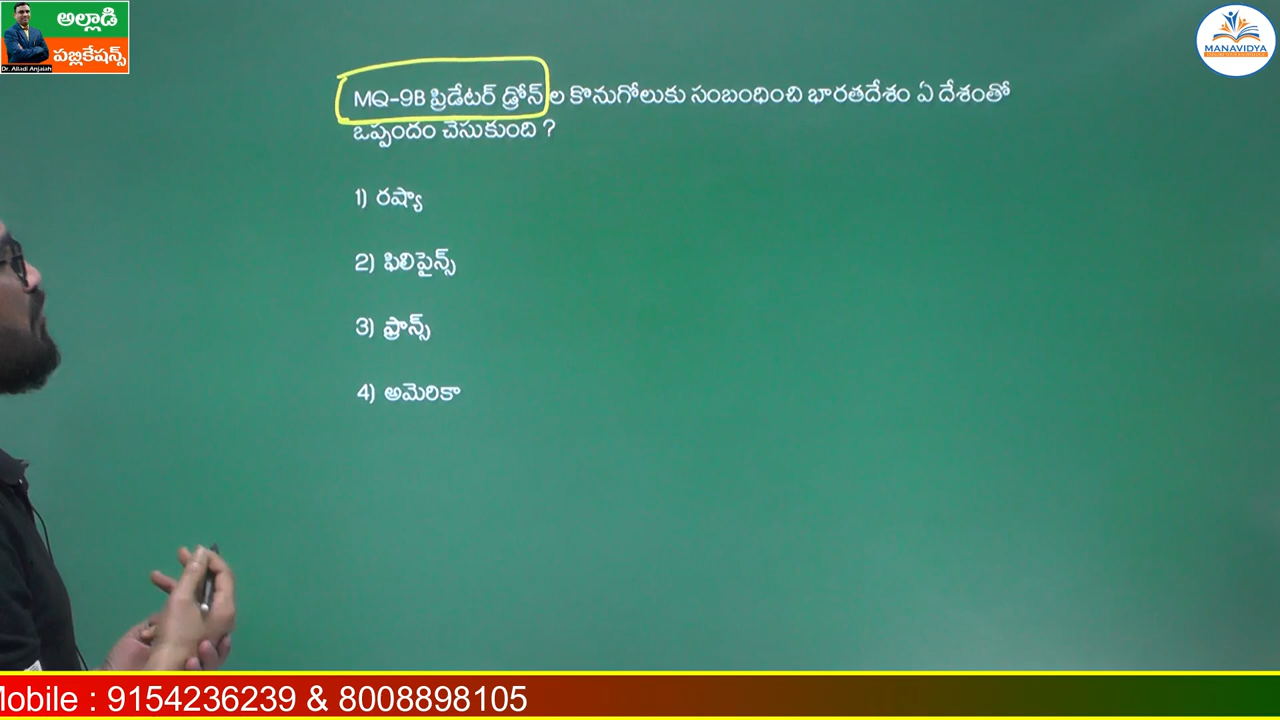 అల్లాడి
పబ్లికేషన్స్
Dr. Alladi Anjaiah
MANAVIDYA
MQ-9B ప్రిడేటర్ డ్రోన్ ల కొనుగోలుకు సంబంధించి భారతదేశం ఏ దేశంతో
ఒప్పందం చేసుకుంది ?
1) రష్యా
2) ఫిలిపైన్స్
3) ఫ్రాన్స్
4) అమెరికా
Mobile : 9154236239 & 8008898105